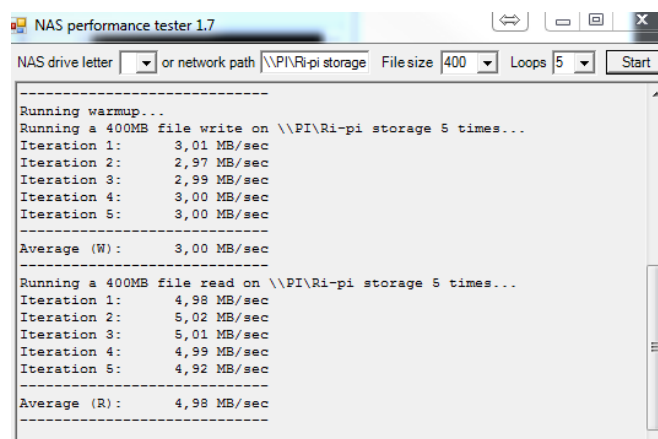 NAS performance tester 1.7
NAS drive letter or network path \\PI\Ri-pi storage File size 400 Loops 5 Start
------------------------------
Running warmup...
Running a 400MB file write on \\PI\Ri-pi storage 5 times...
Iteration 1: 3,01 MB/sec
Iteration 2: 2,97 MB/sec
Iteration 3: 2,99 MB/sec
Iteration 4: 3,00 MB/sec
Iteration 5: 3,00 MB/sec
------------------------------
Average (W): 3,00 MB/sec
------------------------------
Running a 400MB file read on \\PI\Ri-pi storage 5 times...
Iteration 1: 4,98 MB/sec
Iteration 2: 5,02 MB/sec
Iteration 3: 5,01 MB/sec
Iteration 4: 4,99 MB/sec
Iteration 5: 4,92 MB/sec
------------------------------
Average (R): 4,98 MB/sec
------------------------------